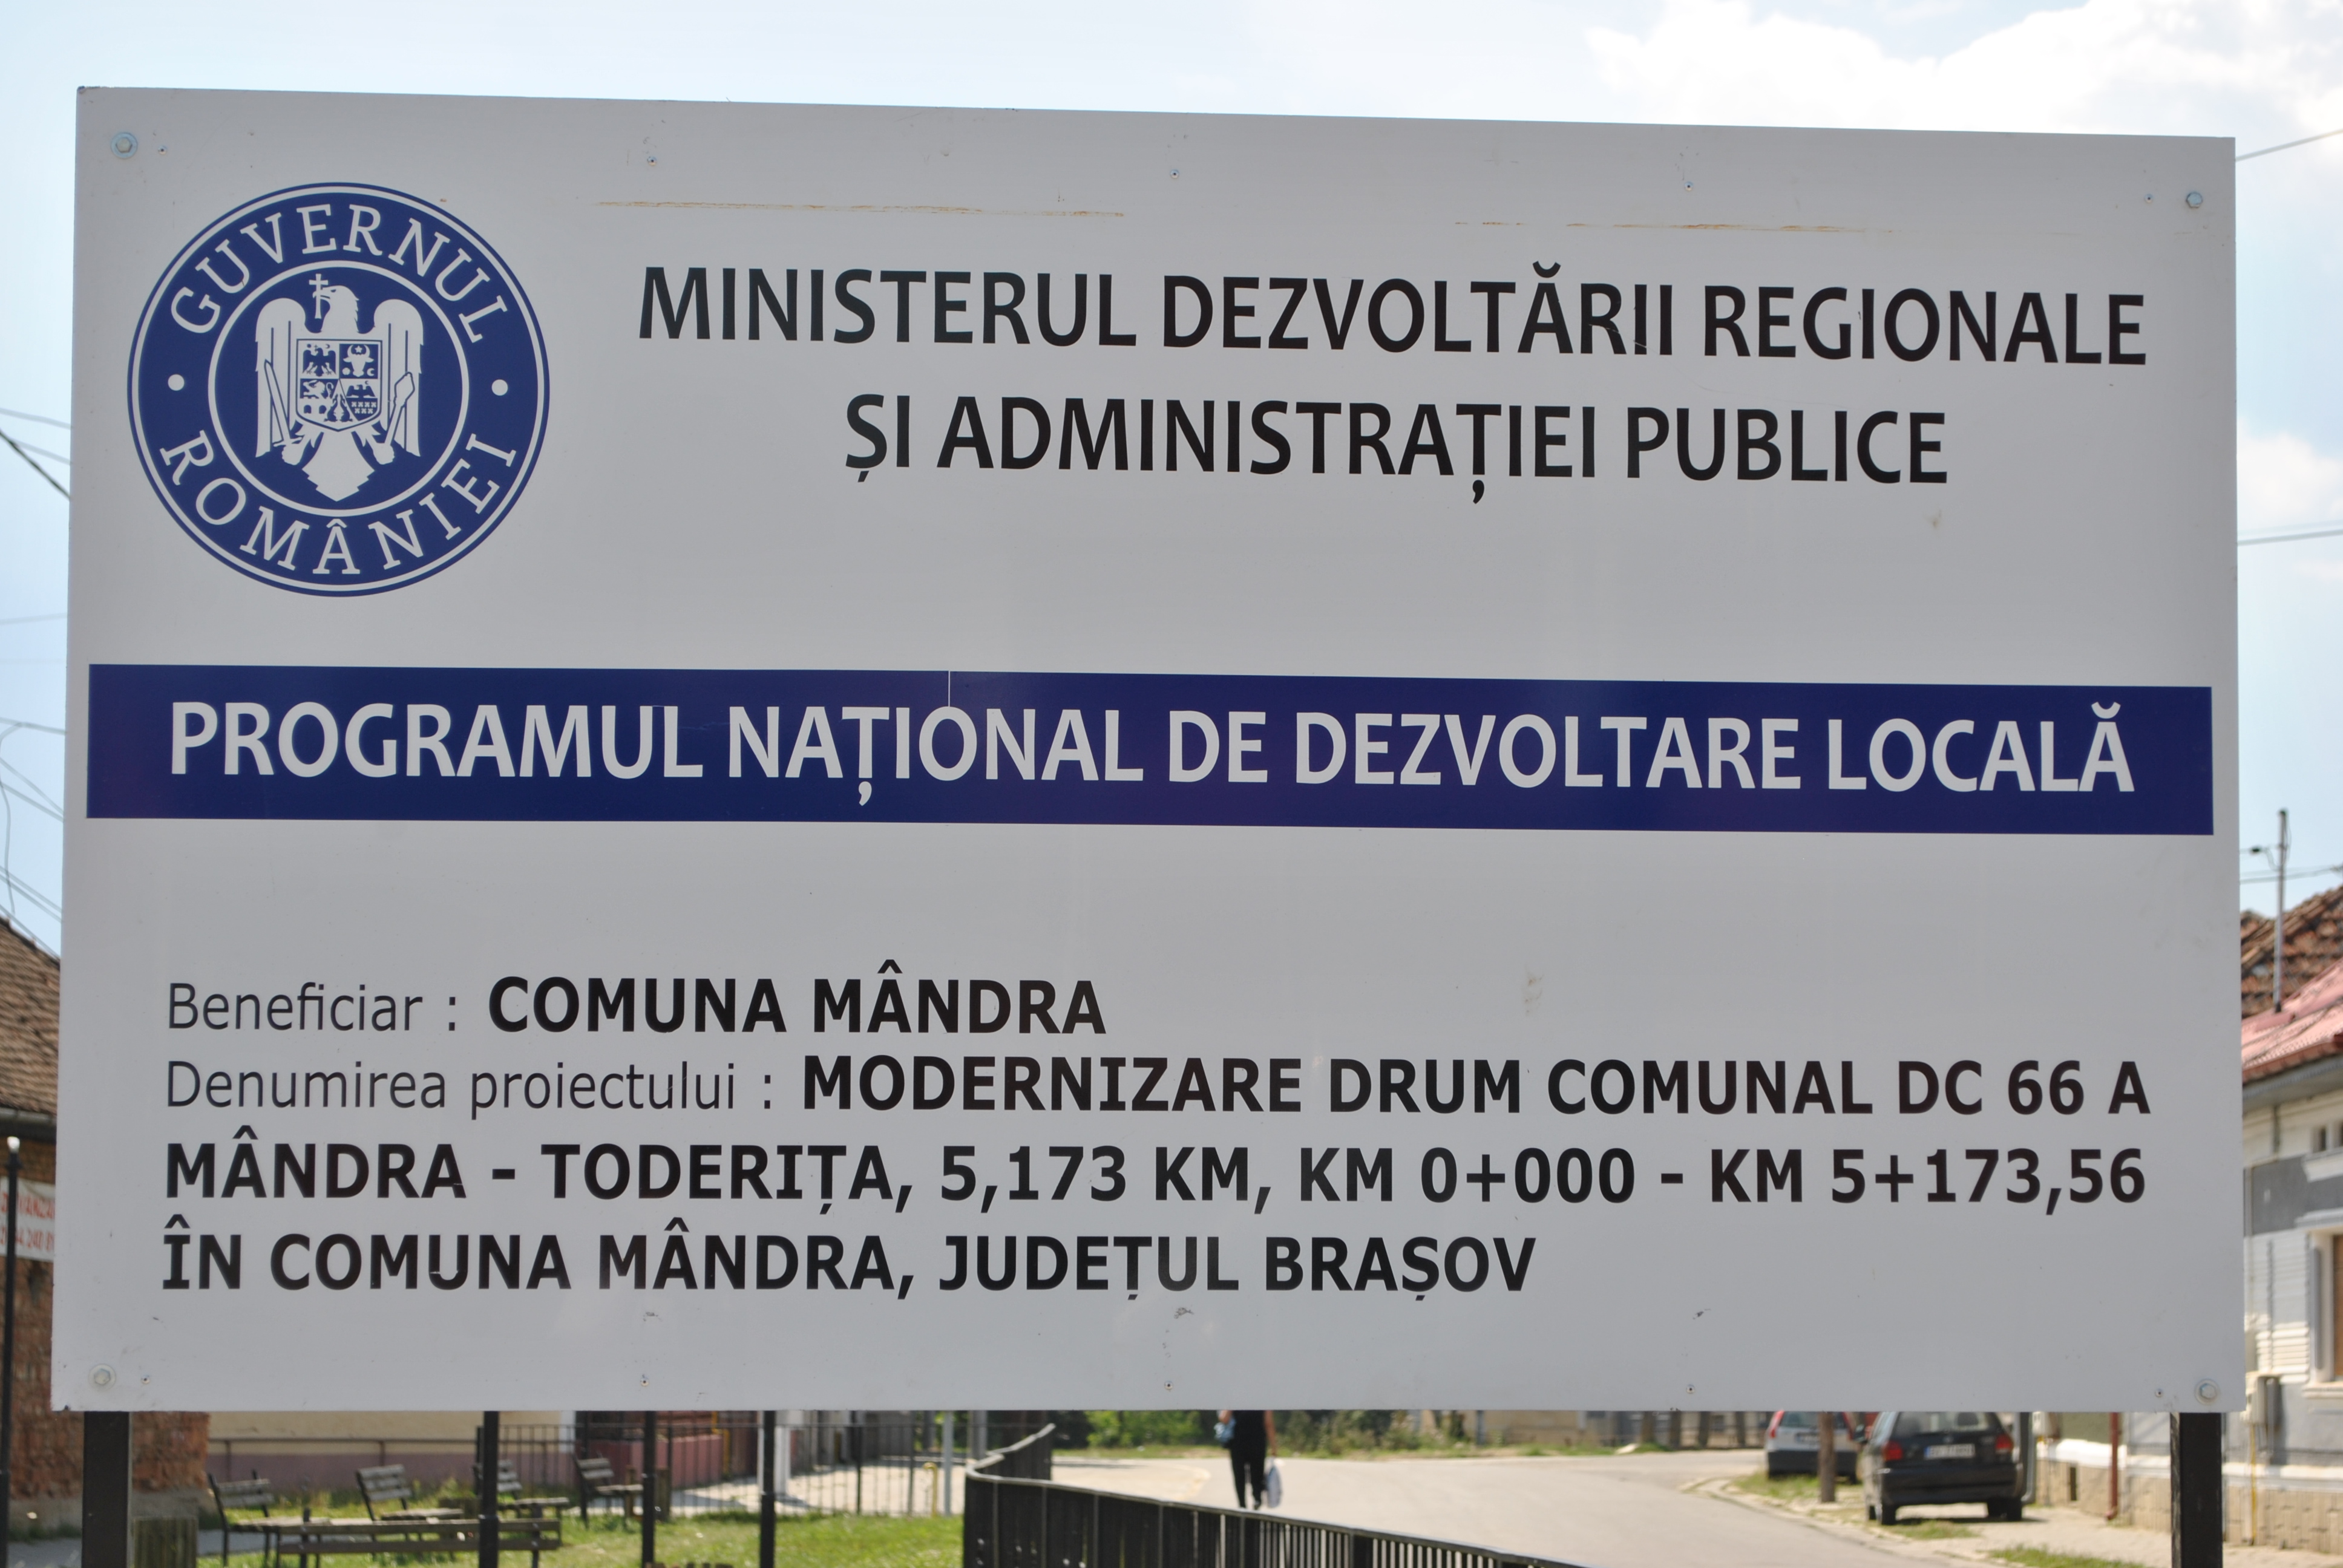 GUVERNUL
ROMÂNIEI
MINISTERUL DEZVOLTĂRII REGIONALE
ȘI ADMINISTRAȚIEI PUBLICE
PROGRAMUL NAȚIONAL DE DEZVOLTARE LOCALĂ
Beneficiar : COMUNA MÂNDRA
Denumirea proiectului : MODERNIZARE DRUM COMUNAL DC 66 A
MÂNDRA - TODERIȚA, 5,173 KM, KM 0+000 - KM 5+173,56
ÎN COMUNA MÂNDRA, JUDEȚUL BRAȘOV